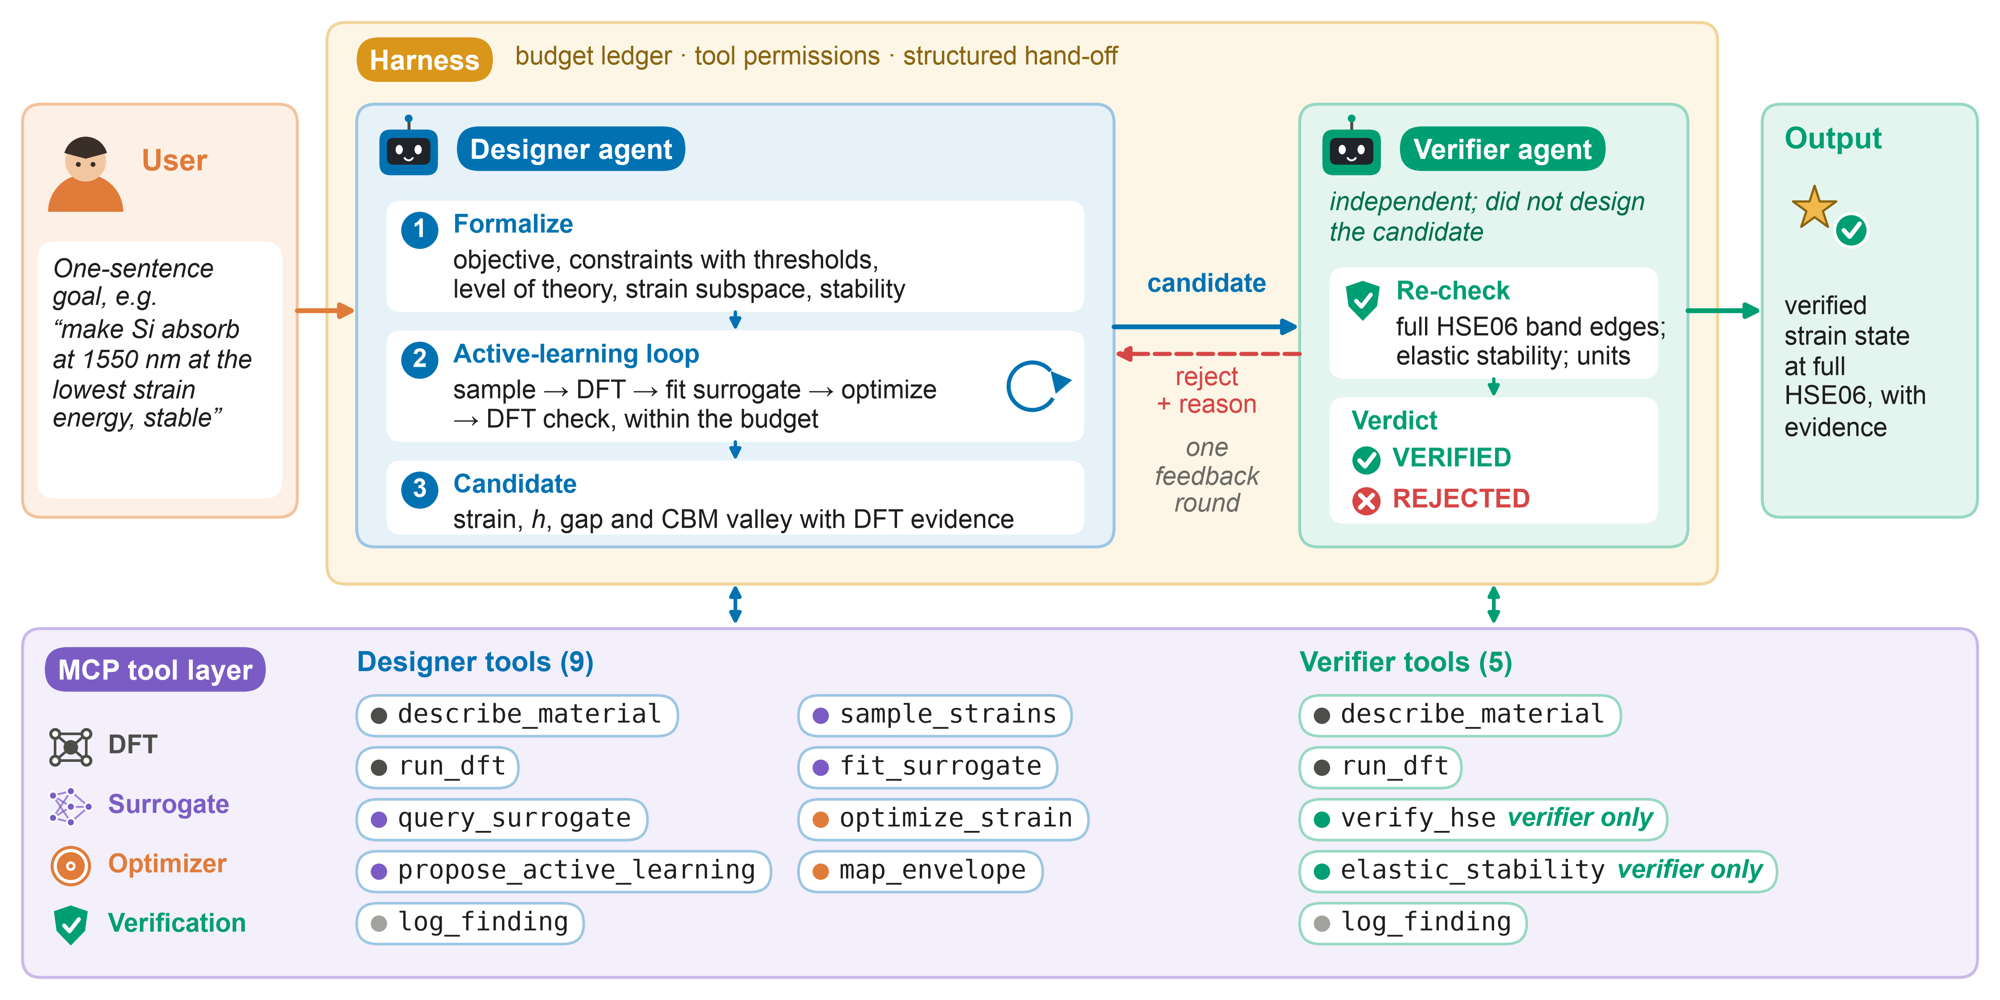 Harness
budget ledger · tool permissions · structured hand-off
User
One-sentence
goal, e.g.
“make Si absorb
at 1550 nm at the
lowest strain
energy, stable”
Designer agent
1 Formalize
objective, constraints with thresholds,
level of theory, strain subspace, stability
2 Active-learning loop
sample → DFT → fit surrogate → optimize
→ DFT check, within the budget
3 Candidate
strain, h, gap and CBM valley with DFT evidence
candidate
reject
+ reason
one
feedback
round
Verifier agent
independent; did not design
the candidate
Re-check
full HSE06 band edges;
elastic stability; units
Verdict
VERIFIED
REJECTED
Output
verified
strain state
at full
HSE06, with
evidence
MCP tool layer
DFT
Surrogate
Optimizer
Verification
Designer tools (9)
describe_material
sample_strains
run_dft
fit_surrogate
query_surrogate
optimize_strain
propose_active_learning
map_envelope
log_finding
Verifier tools (5)
describe_material
run_dft
verify_hse verifier only
elastic_stability verifier only
log_finding